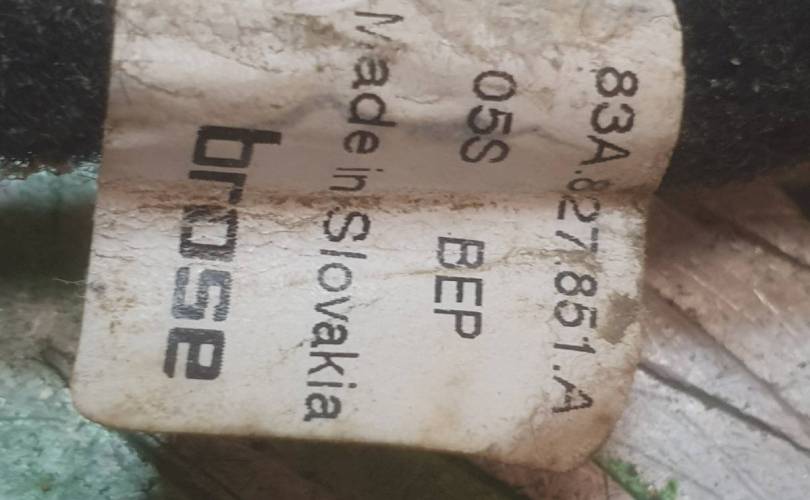 83A.827.851.A
05S BEP
Made in Slovakia
brose